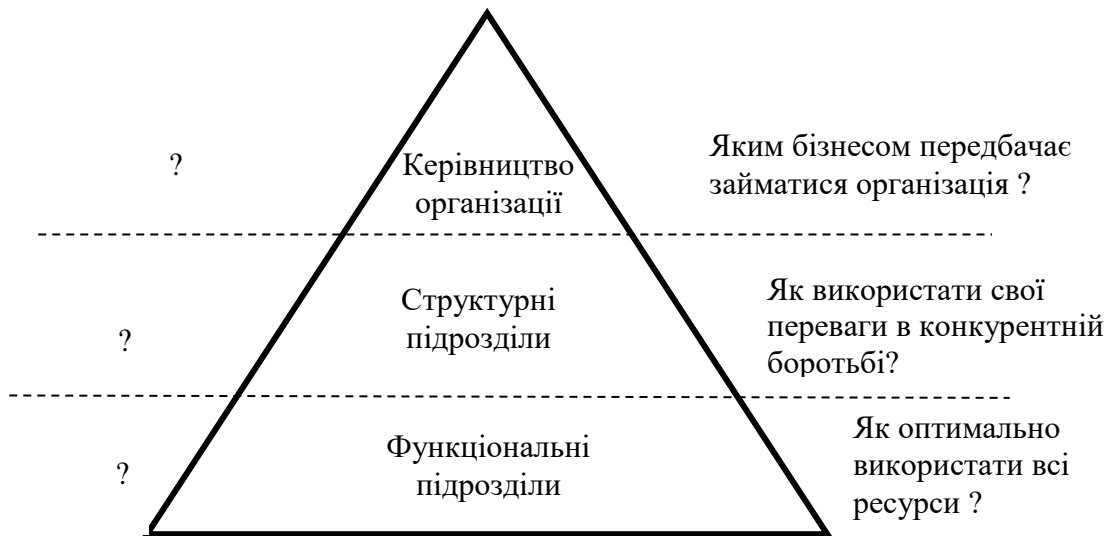 ?
Керівництво
організації
Яким бізнесом передбачає
займатися організація ?
?
Структурні
підрозділи
Як використати свої
переваги в конкурентній
боротьбі?
?
Функціональні
підрозділи
Як оптимально
використати всі
ресурси ?